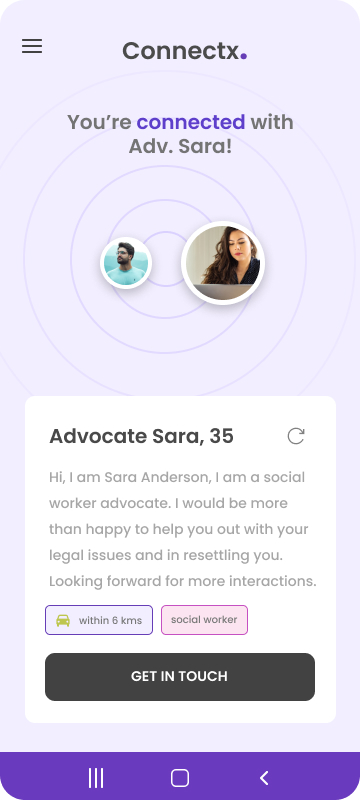 Connectx.
You're connected with
Adv. Sara!
Advocate Sara, 35
Hi, I am Sara Anderson, I am a social
worker advocate. I would be more
than happy to help you out with your
legal issues and in resettling you.
Looking forward for more interactions.
within 6 kms
social worker
GET IN TOUCH